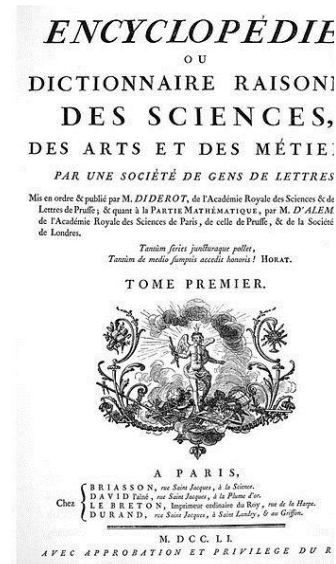 ENCYCLOPÉDIE
OU
DICTIONNAIRE RAISONN
DES SCIENCES,
DES ARTS ET DES MÉTIE
PAR UNE SOCIÉTÉ DE GENS DE LETTRES
Mis en ordre & publié par M. DIDEROT, de l'Académie Royale des Sciences & de
Lettres de Prusse ; & quant à la PARTIE MATHÉMATIQUE, par M. D'ALEM
de l'Académie Royale des Sciences de Paris, de celle de Prusse, & de la Société
de Londres.
Tantùm series juncturaque pollet,
Tantùm de medio sumptis accedit honoris ! HORAT.
TOME PREMIER.
A PARIS,
Chez
BRIASSON, rue Saint Jacques, à la Science.
DAVID l'aîné, rue Saint Jacques, à la Plume d'or.
LE BRETON, Imprimeur ordinaire du Roy, rue de la Harpe.
DURAND, rue Saint Jacques, à Saint Landry, & au Griffon.
M. DCC. LI.
AVEC APPROBATION ET PRIVILEGE DU R